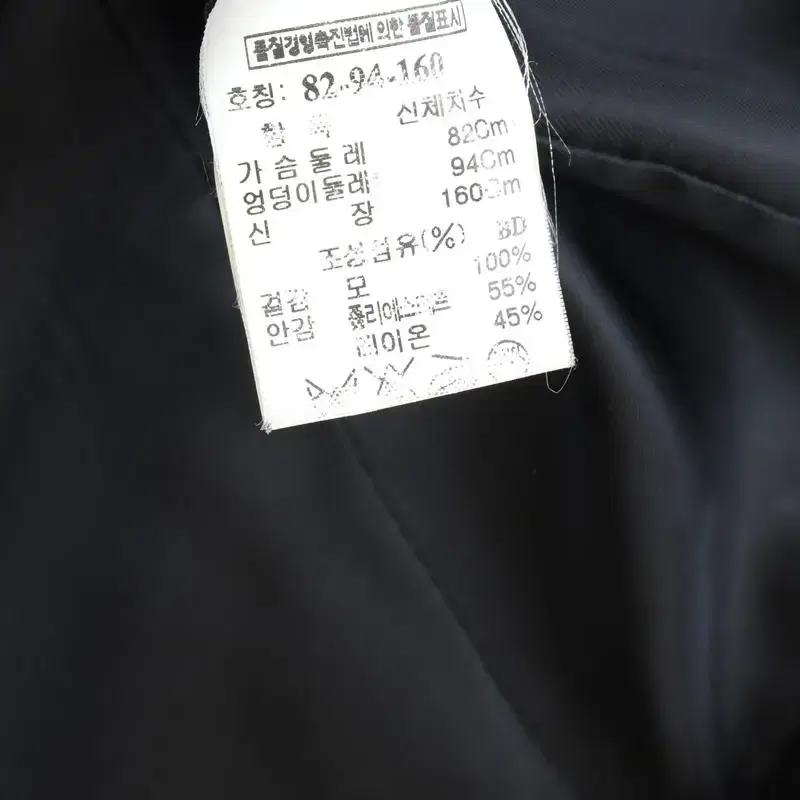 품질경영촉진법에 의한 품질표시
호칭: 82-94-160
항 목 신체치수
가 슴 둘 레 82Cm
엉덩이둘레 94Cm
신 장 160Cm
조성섬유(%) BD
겉감 모 100%
안감 폴리에스테르 55%
레이온 45%